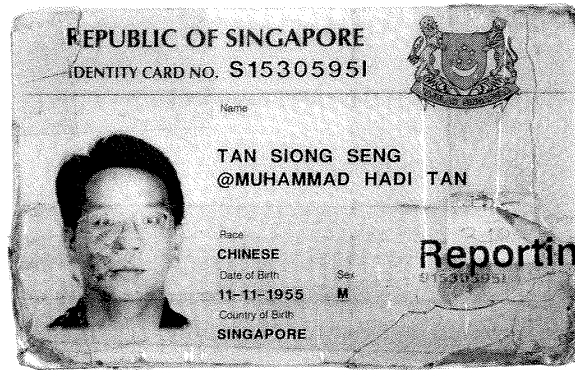 REPUBLIC OF SINGAPORE
IDENTITY CARD NO. S1530595I
Name
TAN SIONG SENG
@MUHAMMAD HADI TAN
Race
CHINESE
Date of Birth Sex
11-11-1955 M
Country of Birth
SINGAPORE
Reportin
S1530595I